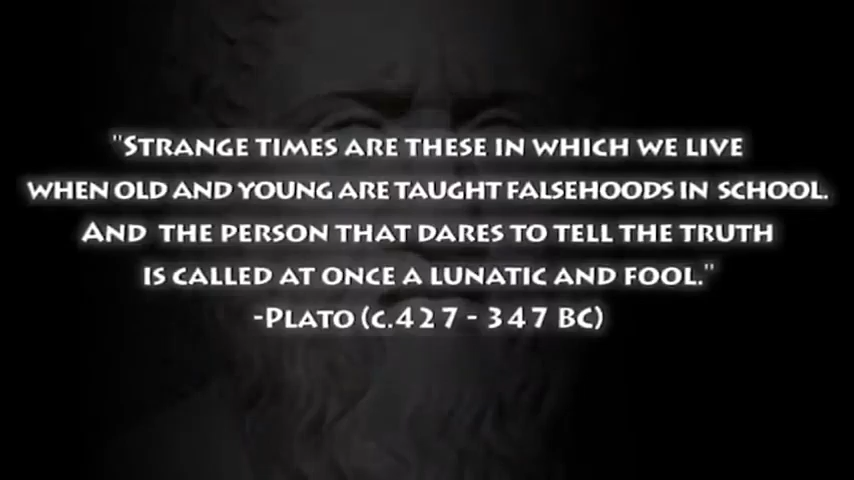 "Strange times are these in which we live
when old and young are taught falsehoods in school.
And the person that dares to tell the truth
is called at once a lunatic and fool."
-Plato (c.427 - 347 BC)